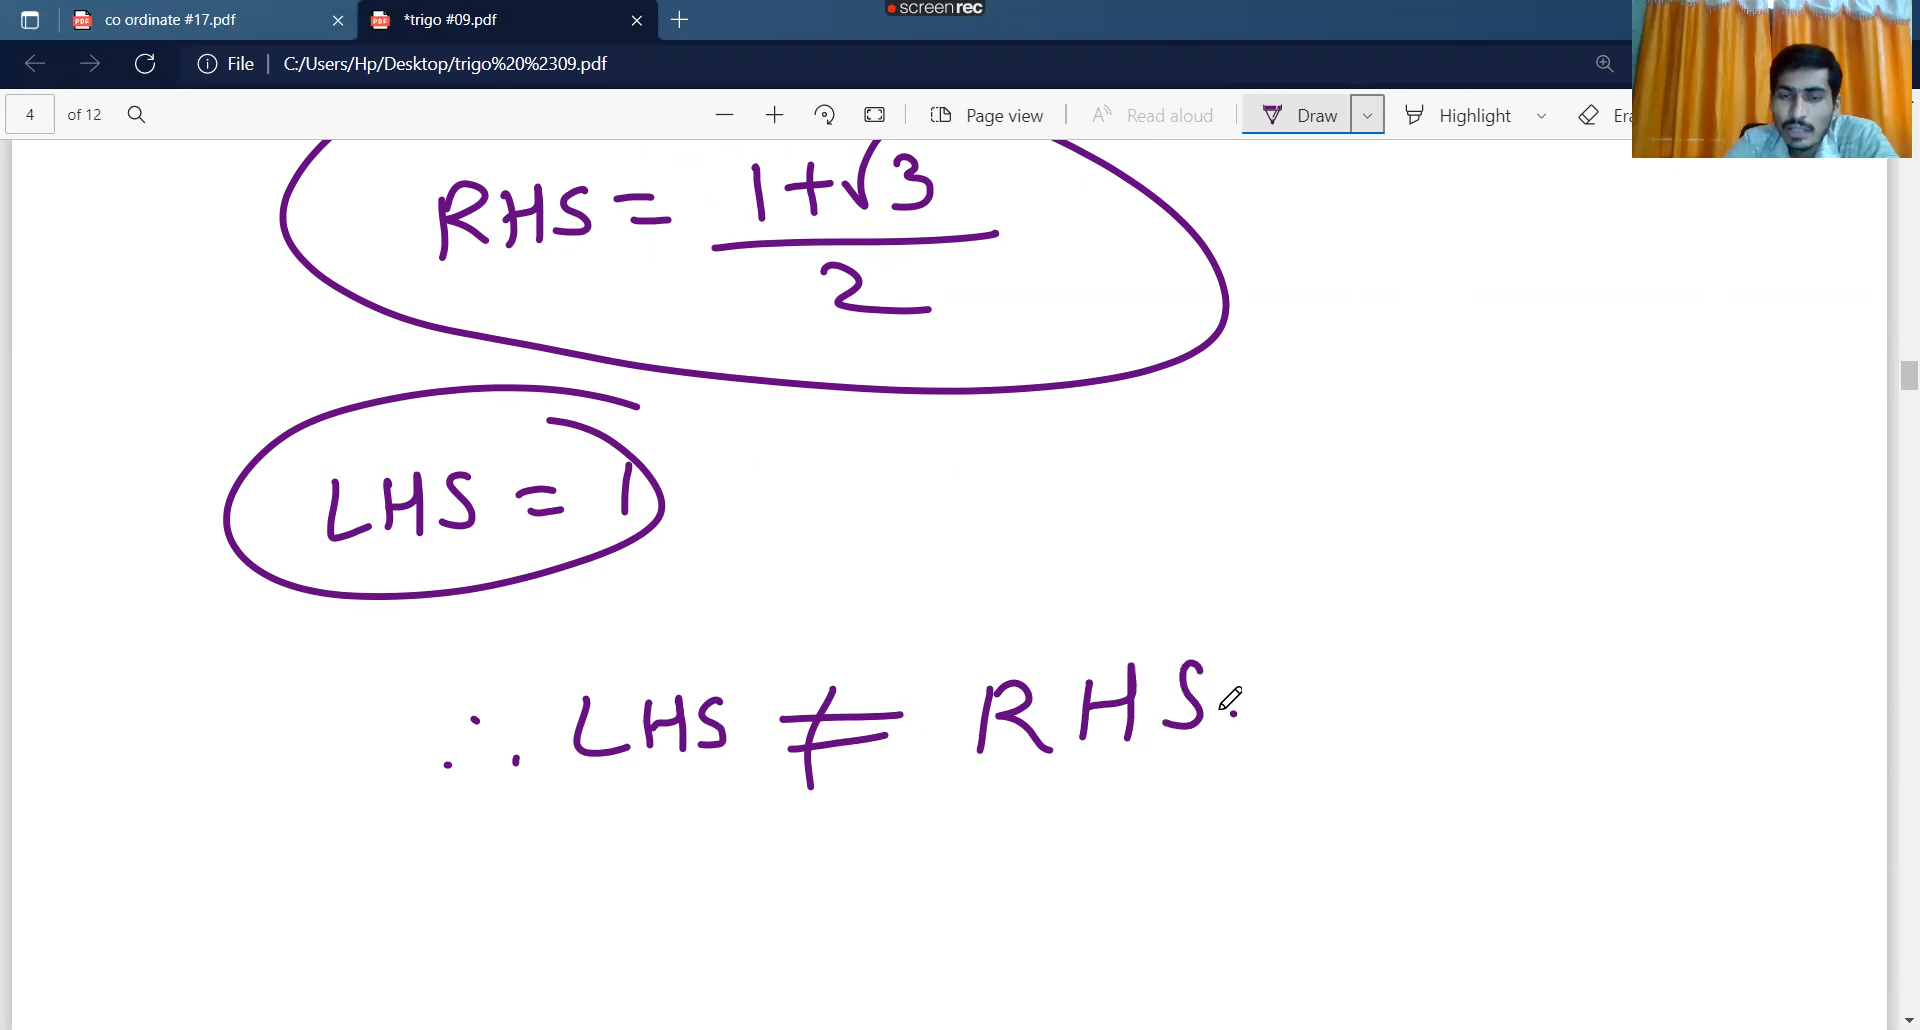 co ordinate #17.pdf
*trigo #09.pdf
screenrec
File
C:/Users/Hp/Desktop/trigo%20%2309.pdf
4 of 12
Page view
Read aloud
Draw
Highlight
RHS = 1+√3
2
LHS = 1
∴ LHS ≠ RHS.